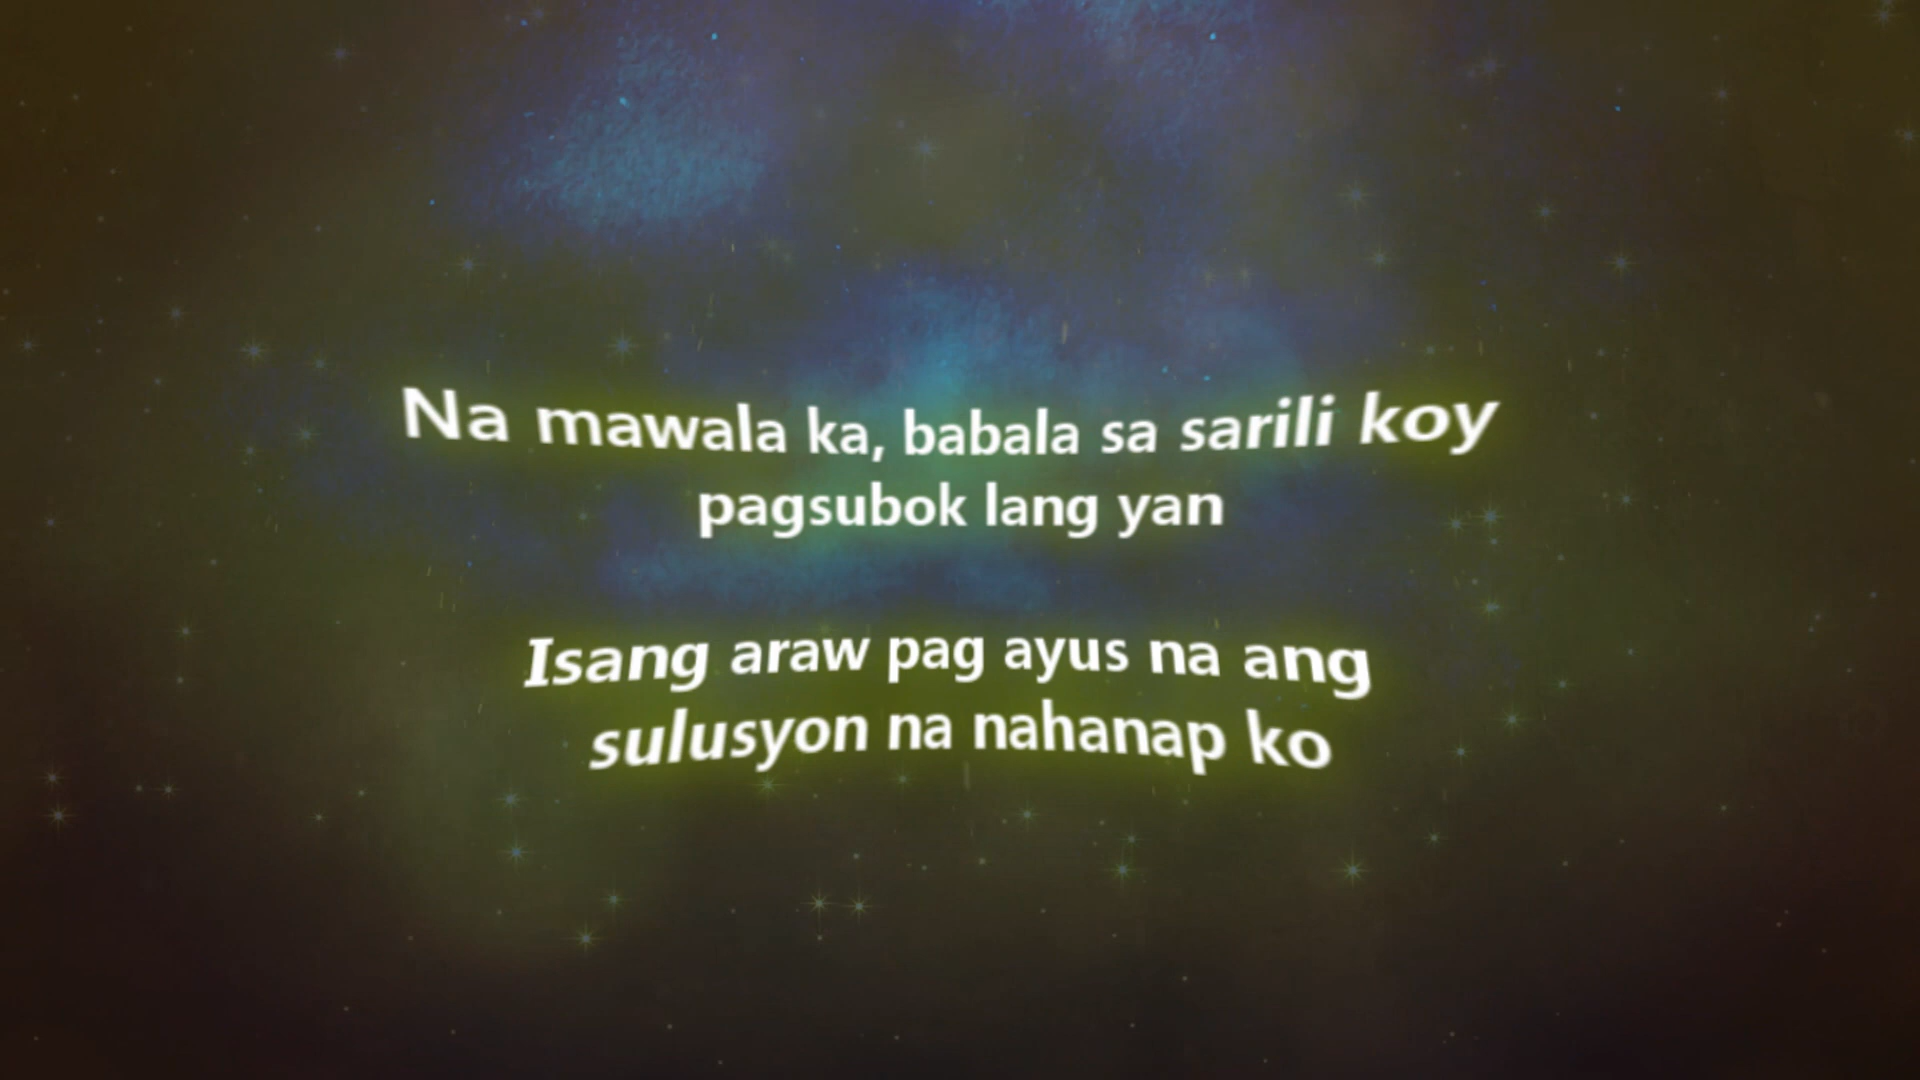 Na mawala ka, babala sa sarili koy
pagsubok lang yan
Isang araw pag ayus na ang
sulusyon na nahanap ko